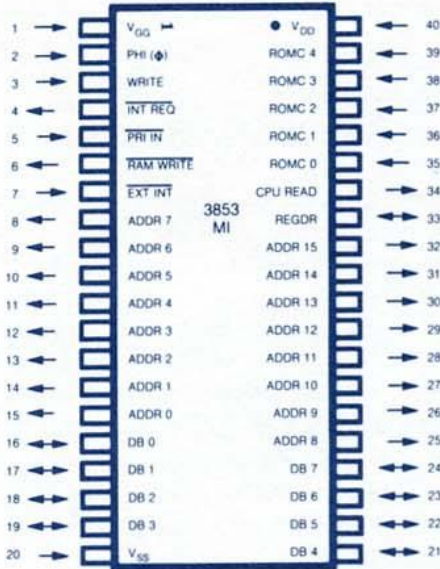 1 V_GG V_DD 40
2 PHI (Φ) ROMC 4 39
3 WRITE ROMC 3 38
4 INT REQ ROMC 2 37
5 PRI IN ROMC 1 36
6 RAM WRITE ROMC 0 35
7 EXT INT CPU READ 34
8 ADDR 7 REGDR 33
3853
MI
9 ADDR 6 ADDR 15 32
10 ADDR 5 ADDR 14 31
11 ADDR 4 ADDR 13 30
12 ADDR 3 ADDR 12 29
13 ADDR 2 ADDR 11 28
14 ADDR 1 ADDR 10 27
15 ADDR 0 ADDR 9 26
16 DB 0 ADDR 8 25
17 DB 1 DB 7 24
18 DB 2 DB 6 23
19 DB 3 DB 5 22
20 V_SS DB 4 21